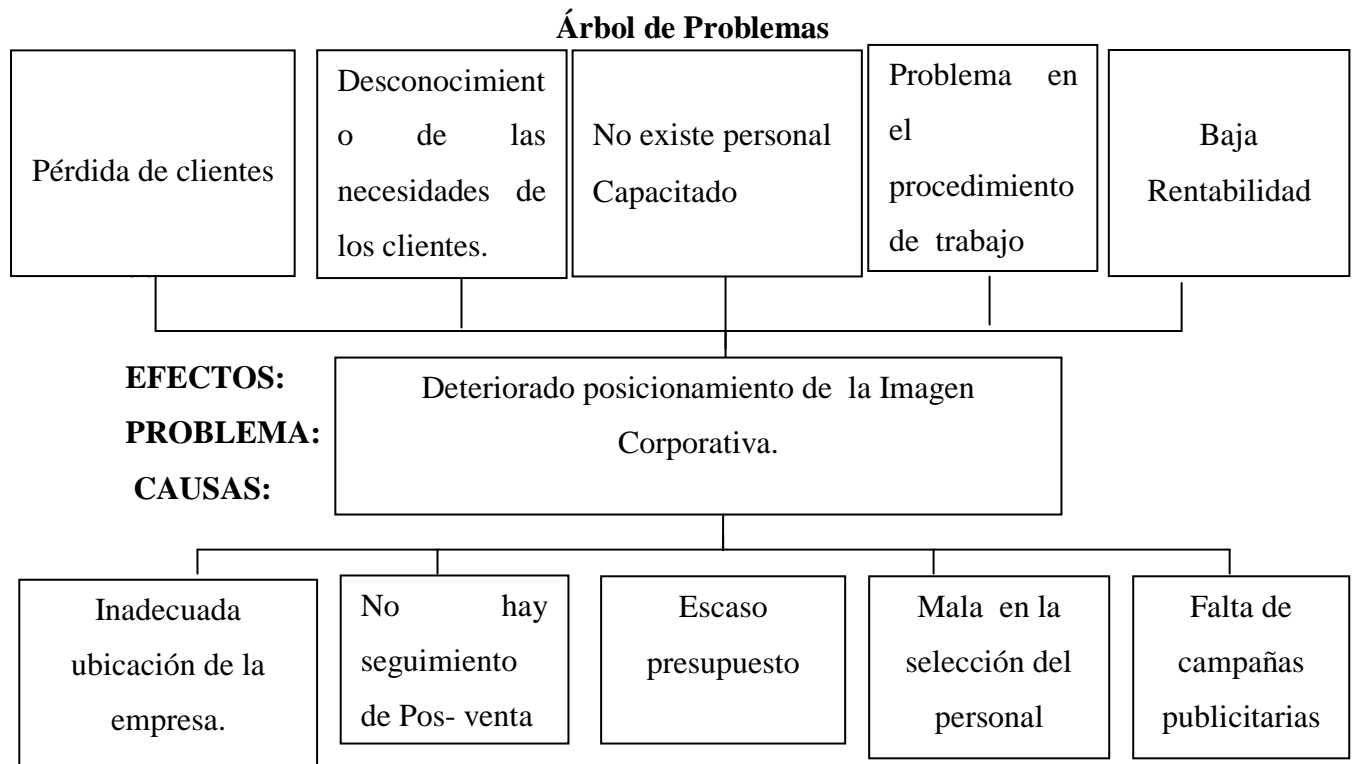 Árbol de Problemas
Pérdida de clientes
Desconocimient
o de las
necesidades de
los clientes.
No existe personal
Capacitado
Problema en
el
procedimiento
de trabajo
Baja
Rentabilidad
EFECTOS:
PROBLEMA:
CAUSAS:
Deteriorado posicionamiento de la Imagen
Corporativa.
Inadecuada
ubicación de la
empresa.
No hay
seguimiento
de Pos- venta
Escaso
presupuesto
Mala en la
selección del
personal
Falta de
campañas
publicitarias